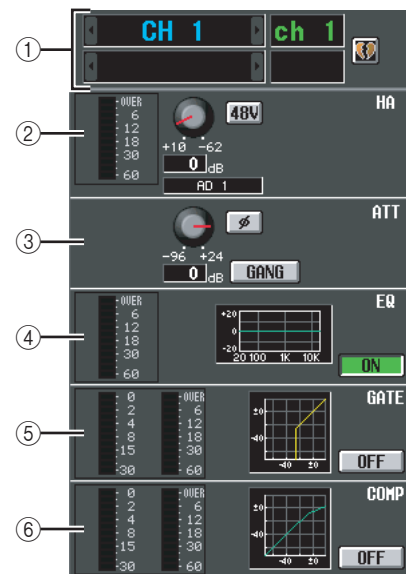 ① CH 1 ch 1
② HA
OVER
6
12
18
30
60
48V
+10 -62
0 dB
AD 1
③ ATT
ø
-96 +24
0 dB GANG
④ EQ
OVER
6
12
18
30
60
+20
0
-20
20 100 1K 10K
ON
⑤ GATE
0 OVER
2 6
4 12
8 18
15 30
30 60
±0
-40
-40 ±0
OFF
⑥ COMP
0 OVER
2 6
4 12
8 18
15 30
30 60
±0
-40
-40 ±0
OFF